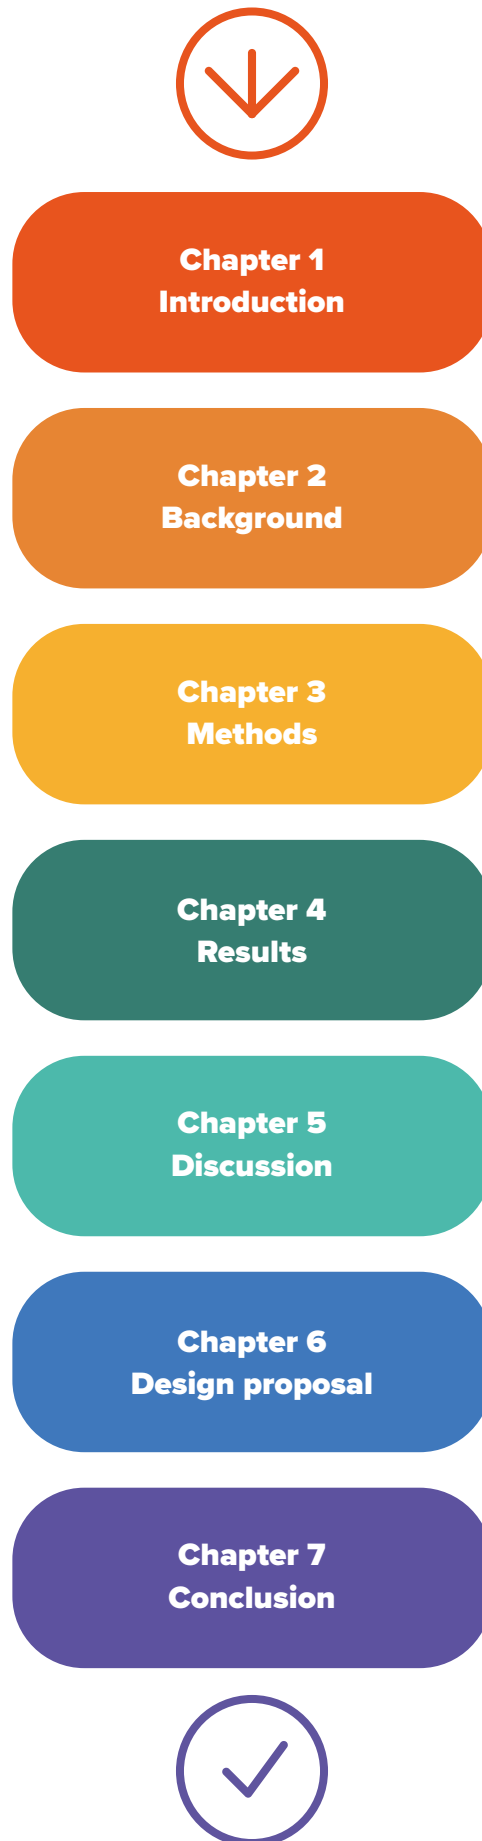 Chapter 1
Introduction
Chapter 2
Background
Chapter 3
Methods
Chapter 4
Results
Chapter 5
Discussion
Chapter 6
Design proposal
Chapter 7
Conclusion